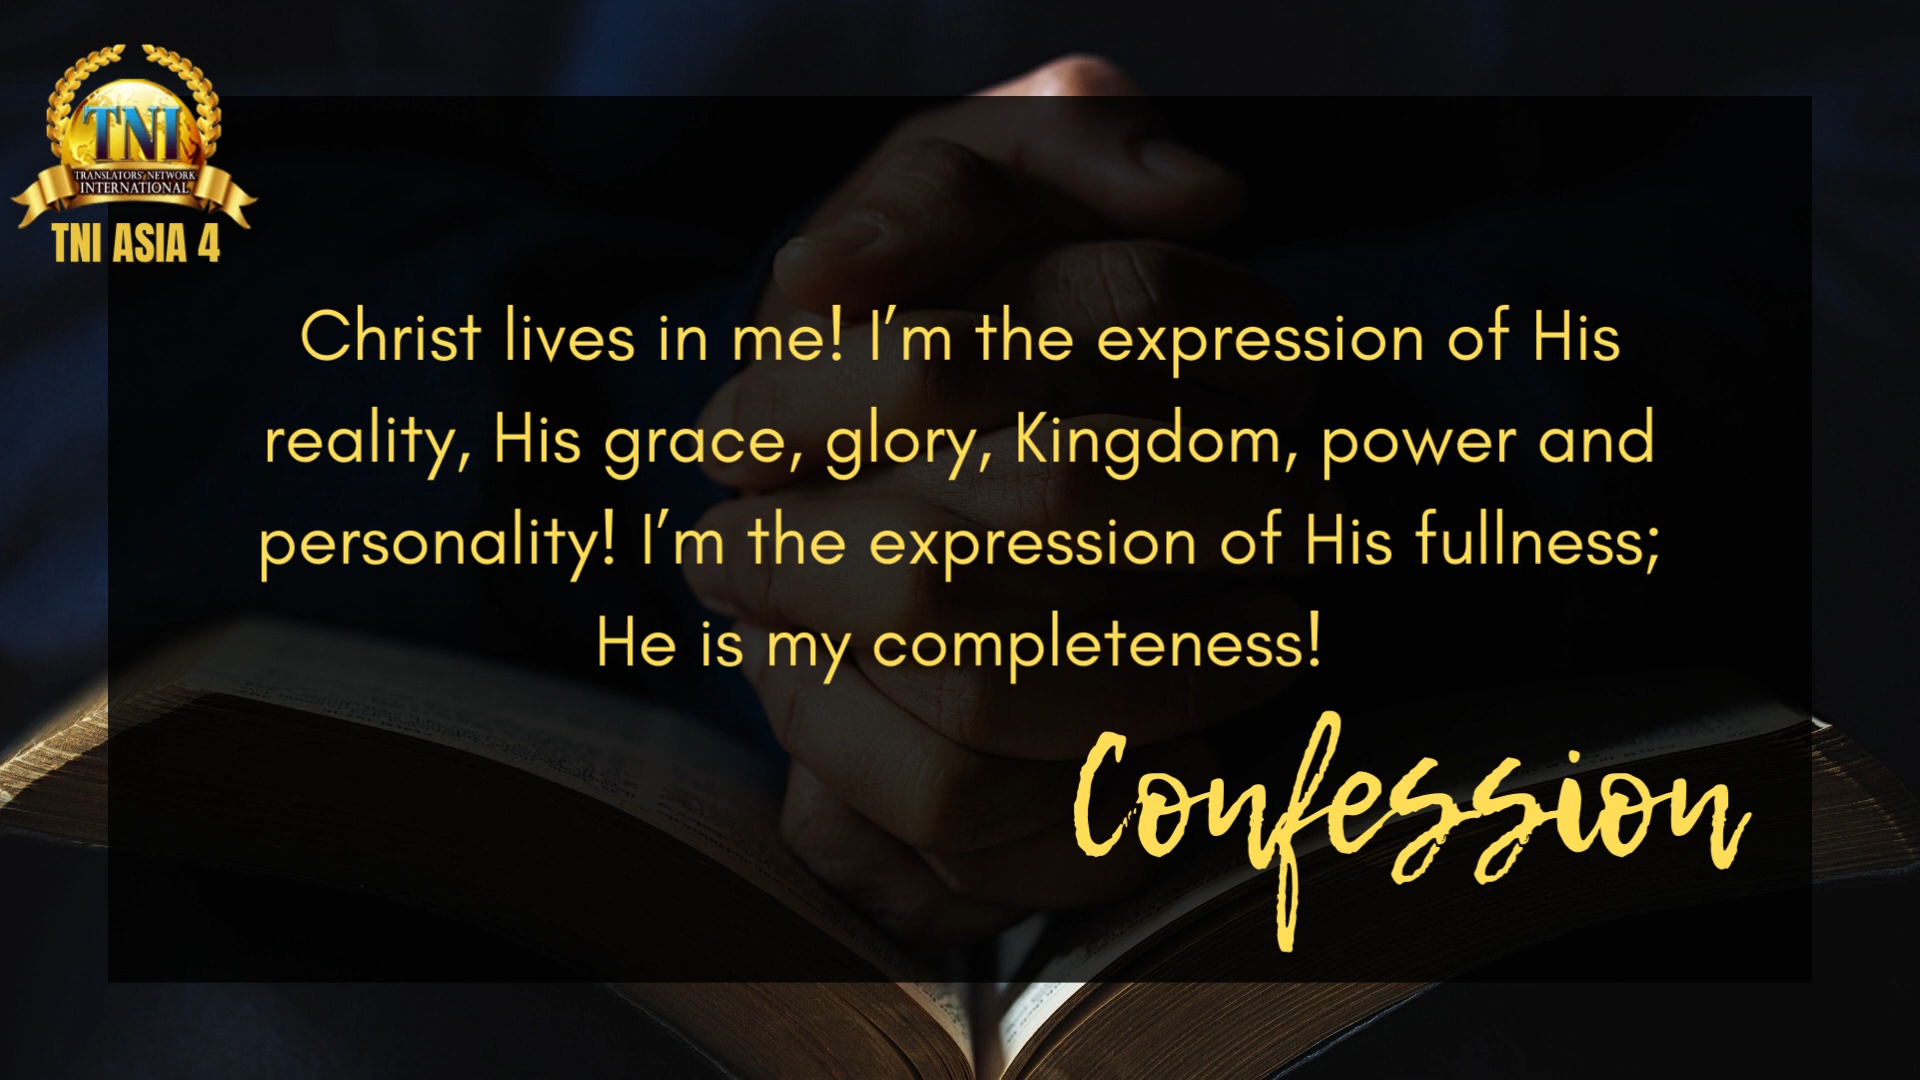 TNI
TRANSLATORS' NETWORK
INTERNATIONAL
TNI ASIA 4
Christ lives in me! I'm the expression of His
reality, His grace, glory, Kingdom, power and
personality! I'm the expression of His fullness;
He is my completeness!
Confession